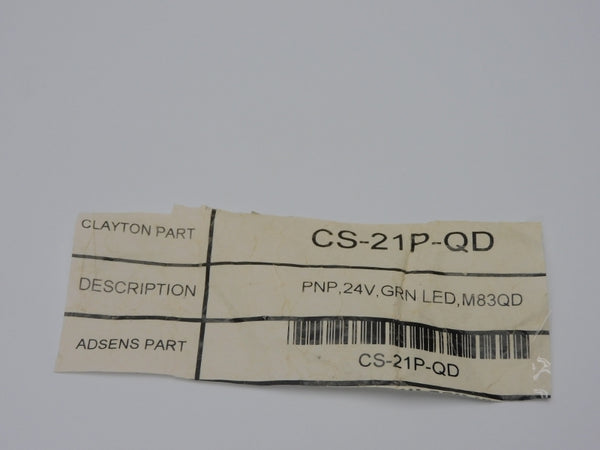 CLAYTON PART CS-21P-QD
DESCRIPTION PNP,24V,GRN LED,M83QD
ADSENS PART
CS-21P-QD